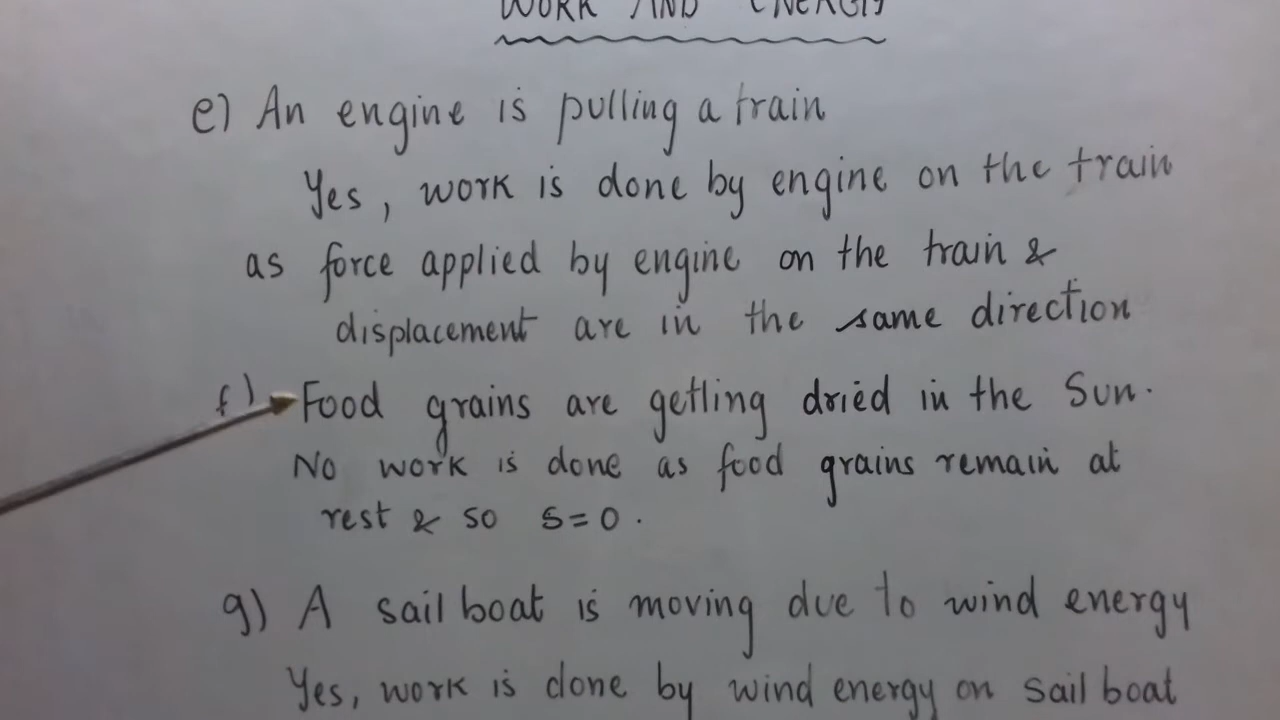 WORK AND ENERGY
e) An engine is pulling a train
Yes, work is done by engine on the train
as force applied by engine on the train &
displacement are in the same direction
f) Food grains are getting dried in the Sun.
No work is done as food grains remain at
rest & so s=0.
g) A sail boat is moving due to wind energy
Yes, work is done by wind energy on sail boat